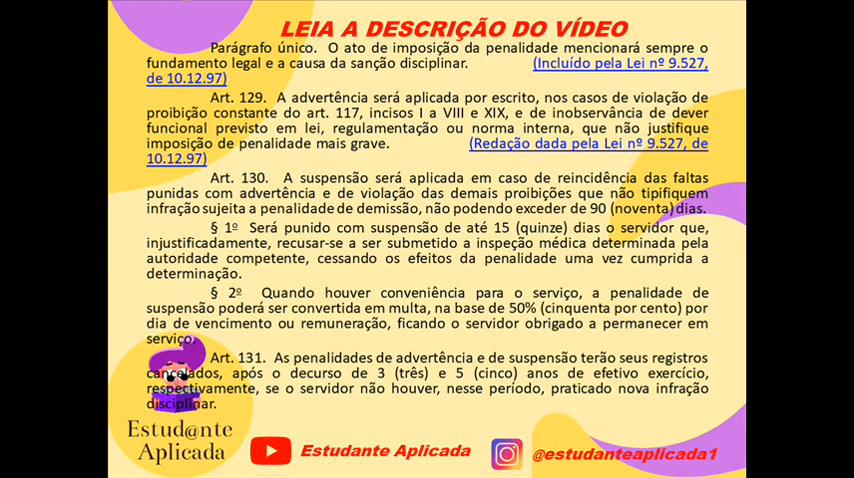 LEIA A DESCRIÇÃO DO VÍDEO
Parágrafo único. O ato de imposição da penalidade mencionará sempre o
fundamento legal e a causa da sanção disciplinar. (Incluído pela Lei nº 9.527,
de 10.12.97)
Art. 129. A advertência será aplicada por escrito, nos casos de violação de
proibição constante do art. 117, incisos I a VIII e XIX, e de inobservância de dever
funcional previsto em lei, regulamentação ou norma interna, que não justifique
imposição de penalidade mais grave. (Redação dada pela Lei nº 9.527, de
10.12.97)
Art. 130. A suspensão será aplicada em caso de reincidência das faltas
punidas com advertência e de violação das demais proibições que não tipifiquem
infração sujeita a penalidade de demissão, não podendo exceder de 90 (noventa) dias.
§ 1º Será punido com suspensão de até 15 (quinze) dias o servidor que,
injustificadamente, recusar-se a ser submetido a inspeção médica determinada pela
autoridade competente, cessando os efeitos da penalidade uma vez cumprida a
determinação.
§ 2º Quando houver conveniência para o serviço, a penalidade de
suspensão poderá ser convertida em multa, na base de 50% (cinquenta por cento) por
dia de vencimento ou remuneração, ficando o servidor obrigado a permanecer em
serviço.
Art. 131. As penalidades de advertência e de suspensão terão seus registros
cancelados, após o decurso de 3 (três) e 5 (cinco) anos de efetivo exercício,
respectivamente, se o servidor não houver, nesse período, praticado nova infração
disciplinar.
Estud@nte
Aplicada
Estudante Aplicada
@estudanteaplicada1